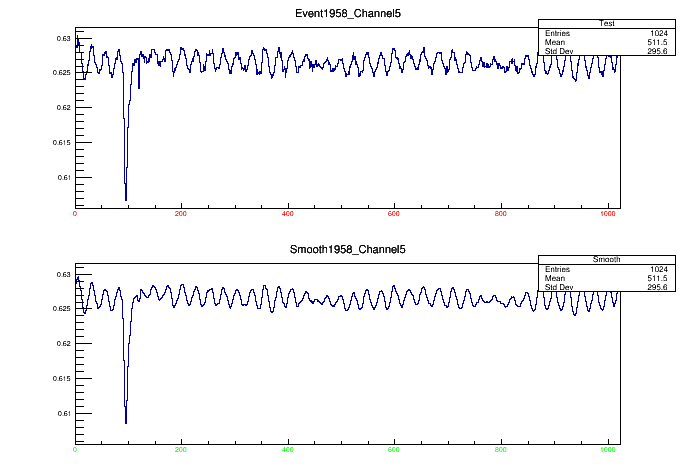 Event1958_Channel5
Test
Entries 1024
Mean 511.5
Std Dev 295.6
0.63
0.625
0.62
0.615
0.61
0 200 400 600 800 1000
Smooth1958_Channel5
Smooth
Entries 1024
Mean 511.5
Std Dev 295.6
0.63
0.625
0.62
0.615
0.61
0 200 400 600 800 1000